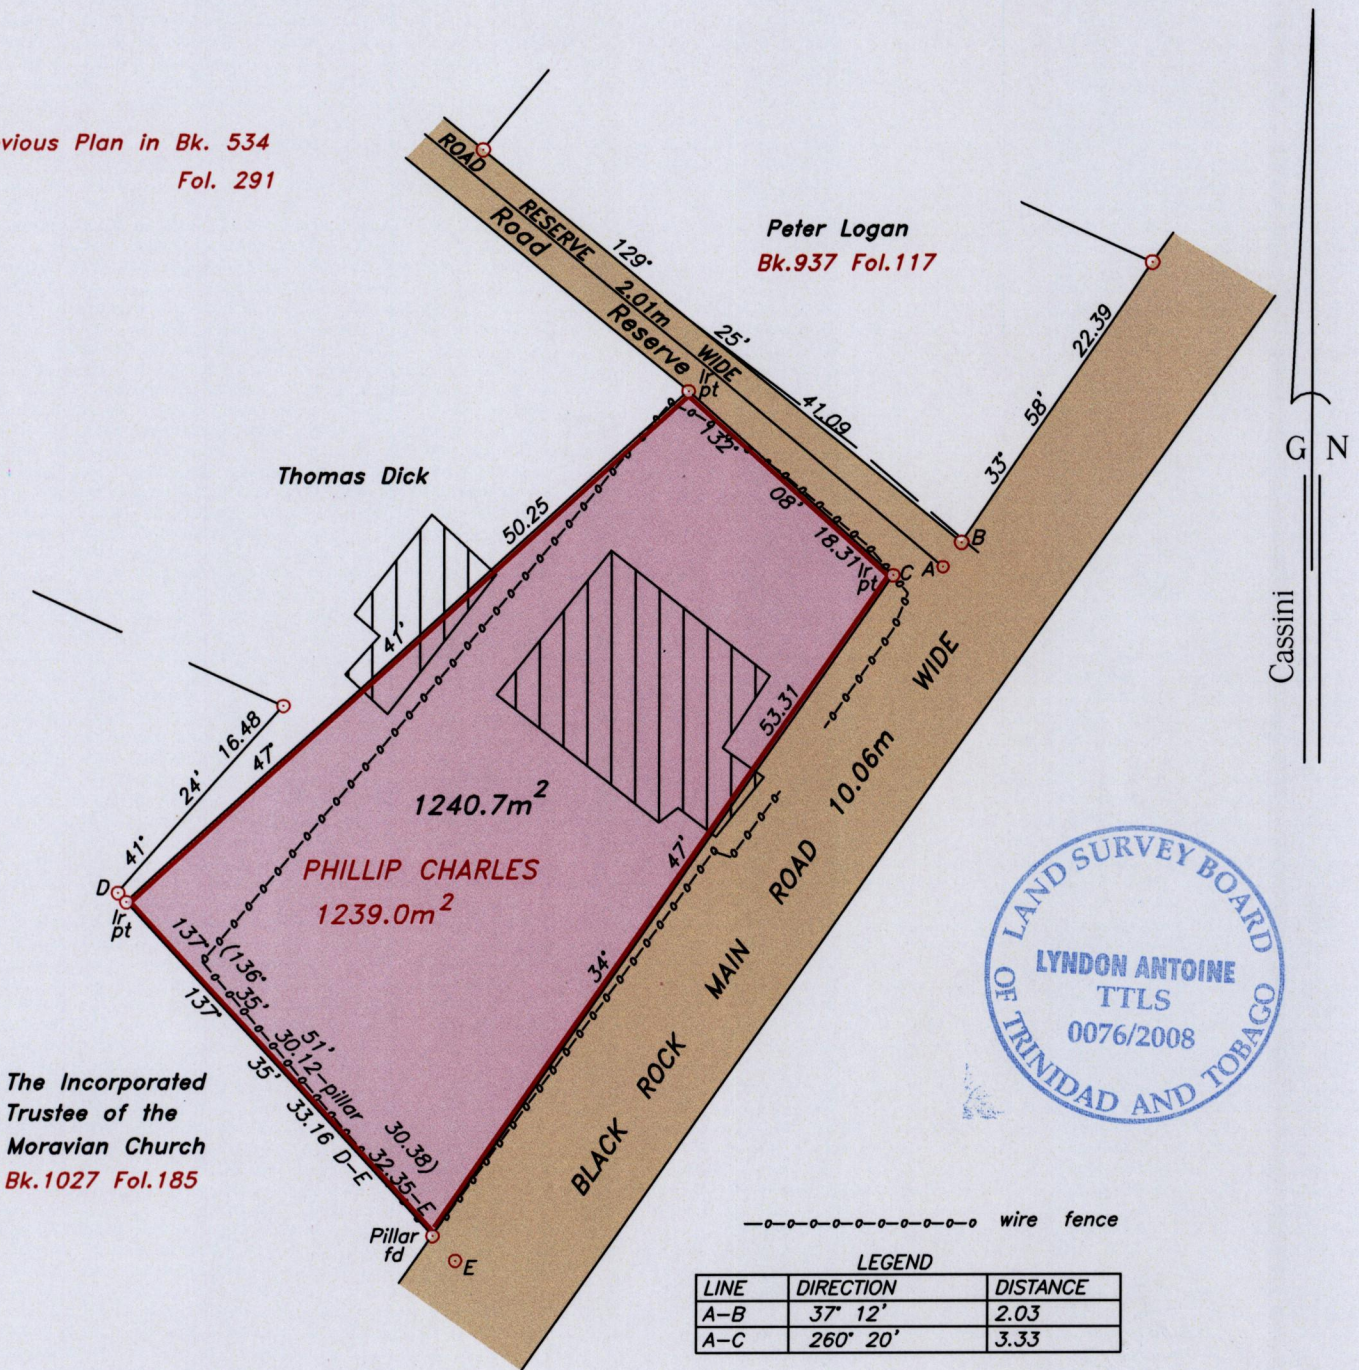 vious Plan in Bk. 534
Fol. 291
ROAD RESERVE 2.01m WIDE
Road Reserve
129° 25' 41.09
Peter Logan
Bk.937 Fol.117
22.39
58'
33°
Ir
pt
132° 08' 18.31
Ir
pt
C
A
B
G N
Cassini
Thomas Dick
50.25
41'
47°
16.48
24'
41°
D
Ir
pt
53.31
47'
34°
1240.7m²
PHILLIP CHARLES
1239.0m²
BLACK ROCK MAIN ROAD 10.06m WIDE
137° 51' 30.12-pillar
32.35-E
(136° 35' 30.38)
137° 35' 33.16 D-E
The Incorporated
Trustee of the
Moravian Church
Bk.1027 Fol.185
Pillar
fd
E
LAND SURVEY BOARD
LYNDON ANTOINE
TTLS
0076/2008
OF TRINIDAD AND TOBAGO
wire fence
LEGEND
LINE DIRECTION DISTANCE
A-B 37° 12' 2.03
A-C 260° 20' 3.33